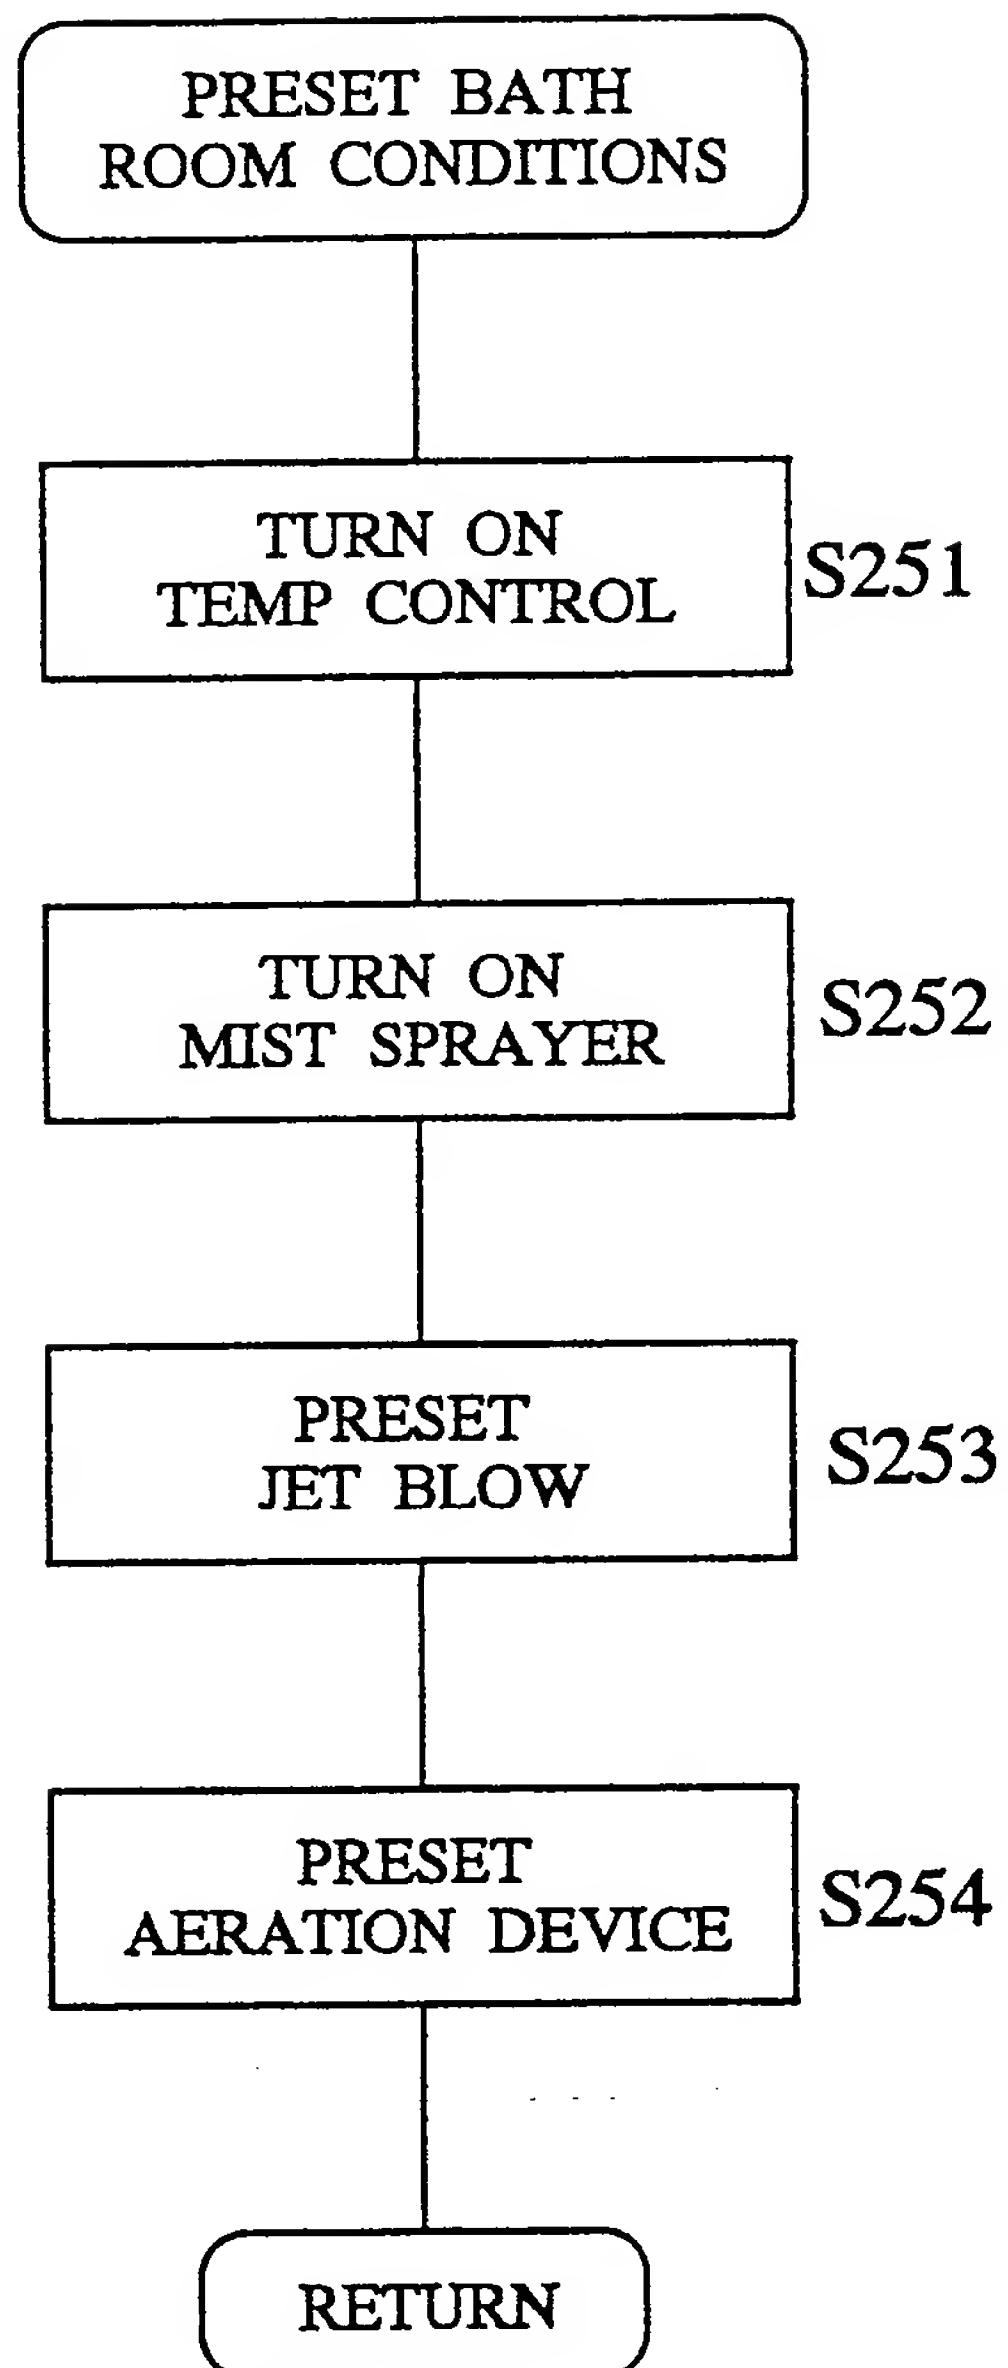 PRESET BATH
ROOM CONDITIONS
TURN ON
TEMP CONTROL
S251
TURN ON
MIST SPRAYER
S252
PRESET
JET BLOW
S253
PRESET
AERATION DEVICE
S254
RETURN